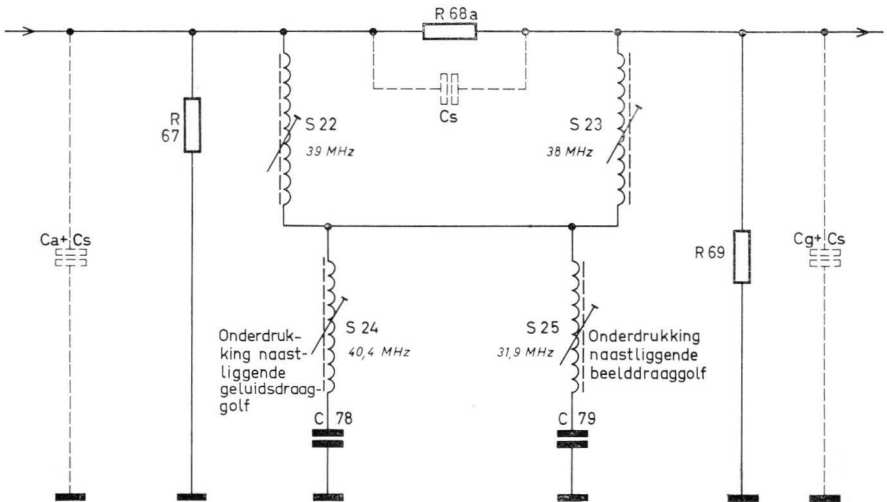 R 68a
Cs
R
67
S 22
39 MHz
S 23
38 MHz
Ca+ Cs
R 69
Cg+ Cs
Onderdruk-
king naast-
liggende
geluidsdraag-
golf
S 24
40,4 MHz
S 25
31,9 MHz
Onderdrukking
naastliggende
beelddraaggolf
C 78
C 79